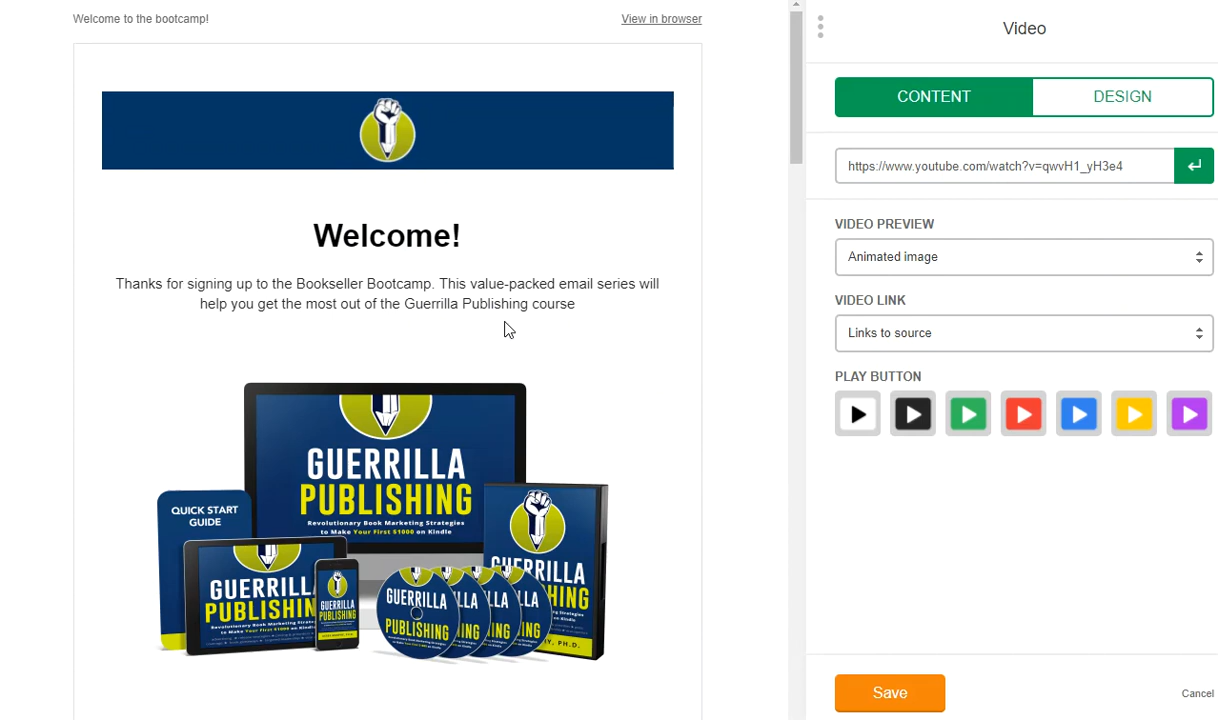 Welcome to the bootcamp!
View in browser
Video
CONTENT
DESIGN
https://www.youtube.com/watch?v=qwvH1_yH3e4
Welcome!
Thanks for signing up to the Bookseller Bootcamp. This value-packed email series will
help you get the most out of the Guerrilla Publishing course
VIDEO PREVIEW
Animated image
VIDEO LINK
Links to source
PLAY BUTTON
GUERRILLA
PUBLISHING
Revolutionary Book Marketing Strategies
to Make Your First $1000 on Kindle
QUICK START
GUIDE
GUERRILLA
PUBLISHING
GUERRILLA
PUBLISHING
Save
Cancel